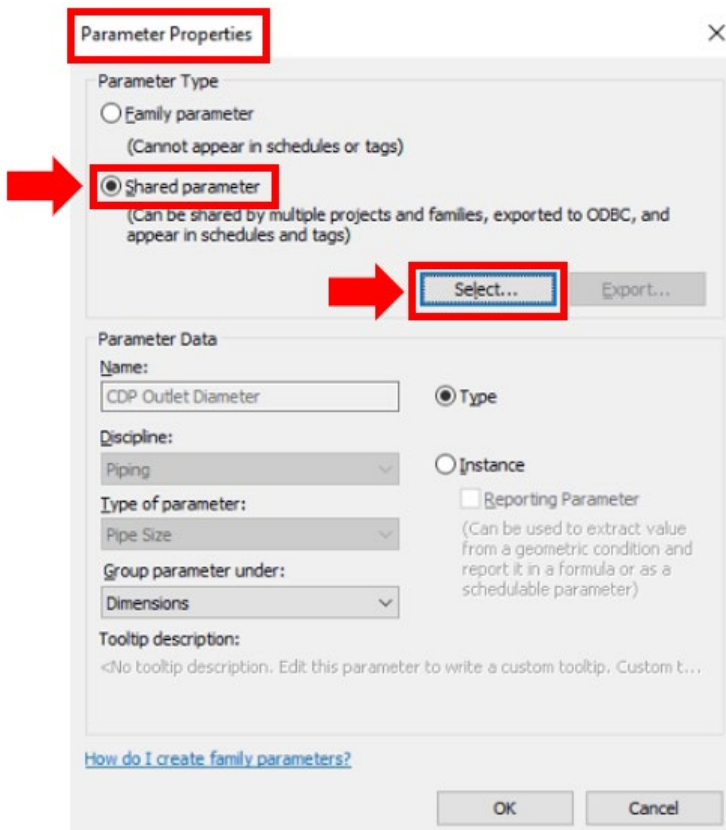 Parameter Properties
Parameter Type
Family parameter
(Cannot appear in schedules or tags)
Shared parameter
(Can be shared by multiple projects and families, exported to ODBC, and
appear in schedules and tags)
Select...
Export...
Parameter Data
Name:
CDP Outlet Diameter
Type
Discipline:
Piping
Instance
Reporting Parameter
Type of parameter:
Pipe Size
(Can be used to extract value
from a geometric condition and
report it in a formula or as a
schedulable parameter)
Group parameter under:
Dimensions
Tooltip description:
<No tooltip description. Edit this parameter to write a custom tooltip. Custom t...
How do I create family parameters?
OK
Cancel